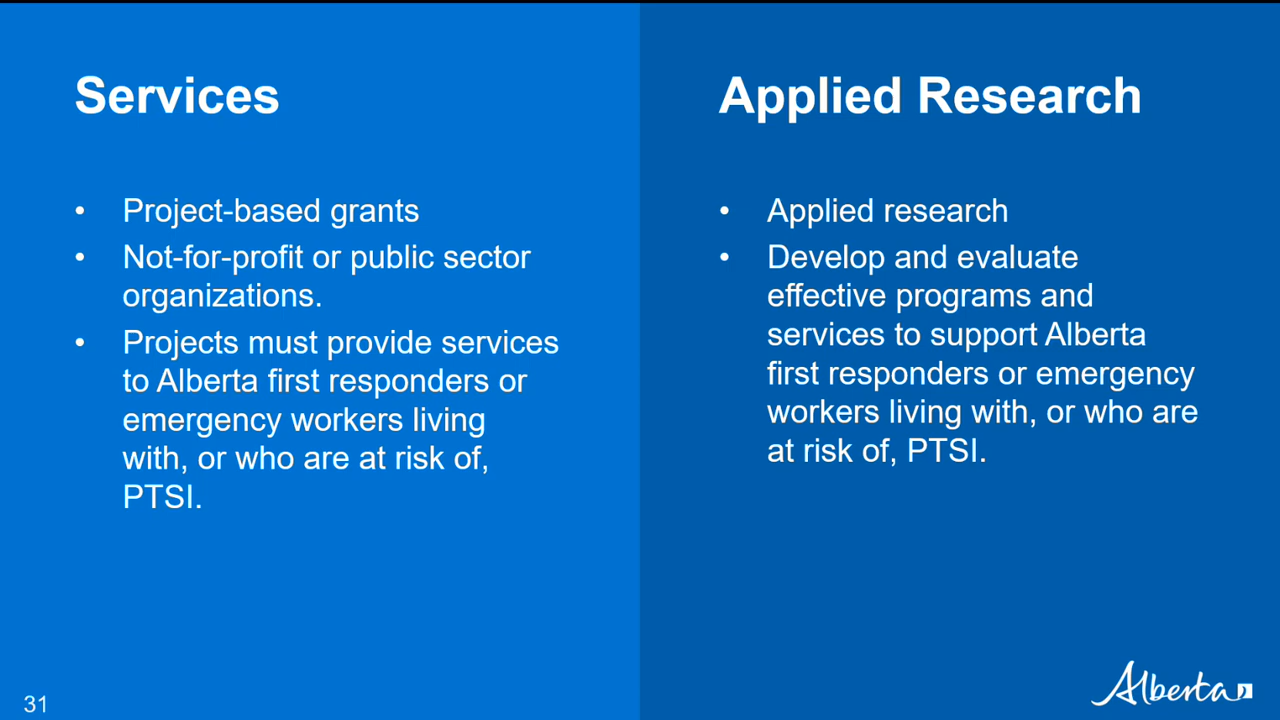 Services
• Project-based grants
• Not-for-profit or public sector
organizations.
• Projects must provide services
to Alberta first responders or
emergency workers living
with, or who are at risk of,
PTSI.
Applied Research
• Applied research
• Develop and evaluate
effective programs and
services to support Alberta
first responders or emergency
workers living with, or who are
at risk of, PTSI.
31
Alberta